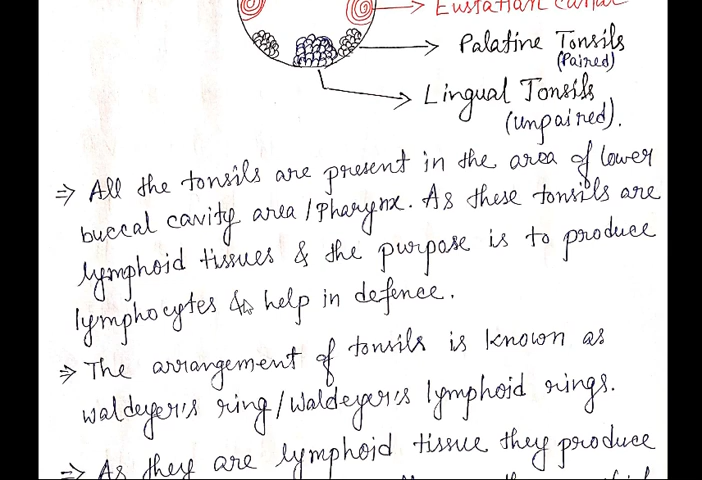 Eustatian canal
Palatine Tonsils
(Paired)
Lingual Tonsils
(unpaired).
⇒ All the tonsils are present in the area of lower
buccal cavity area/Pharynx. As these tonsils are
lymphoid tissues & the purpose is to produce
lymphocytes & help in defence.
⇒ The arrangement of tonsils is known as
waldeyer's ring/Waldeyer's lymphoid rings.
⇒ As they are lymphoid tissue they produce